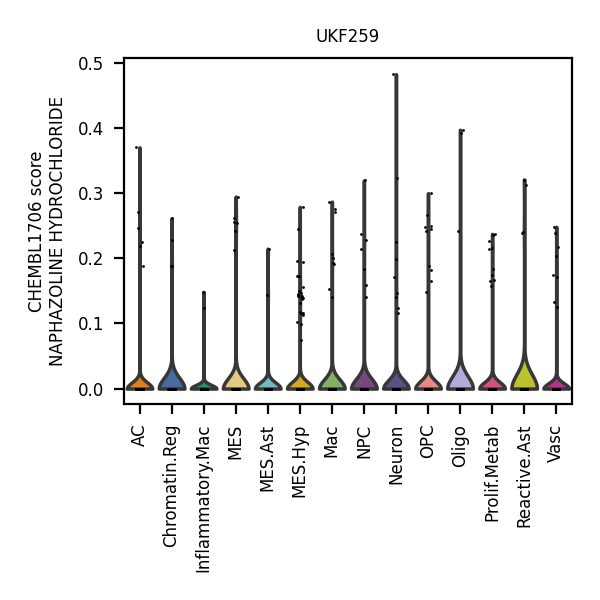 UKF259
CHEMBL1706 score
NAPHAZOLINE HYDROCHLORIDE
0.5
0.4
0.3
0.2
0.1
0.0
AC
Chromatin.Reg
Inflammatory.Mac
MES
MES.Ast
MES.Hyp
Mac
NPC
Neuron
OPC
Oligo
Prolif.Metab
Reactive.Ast
Vasc